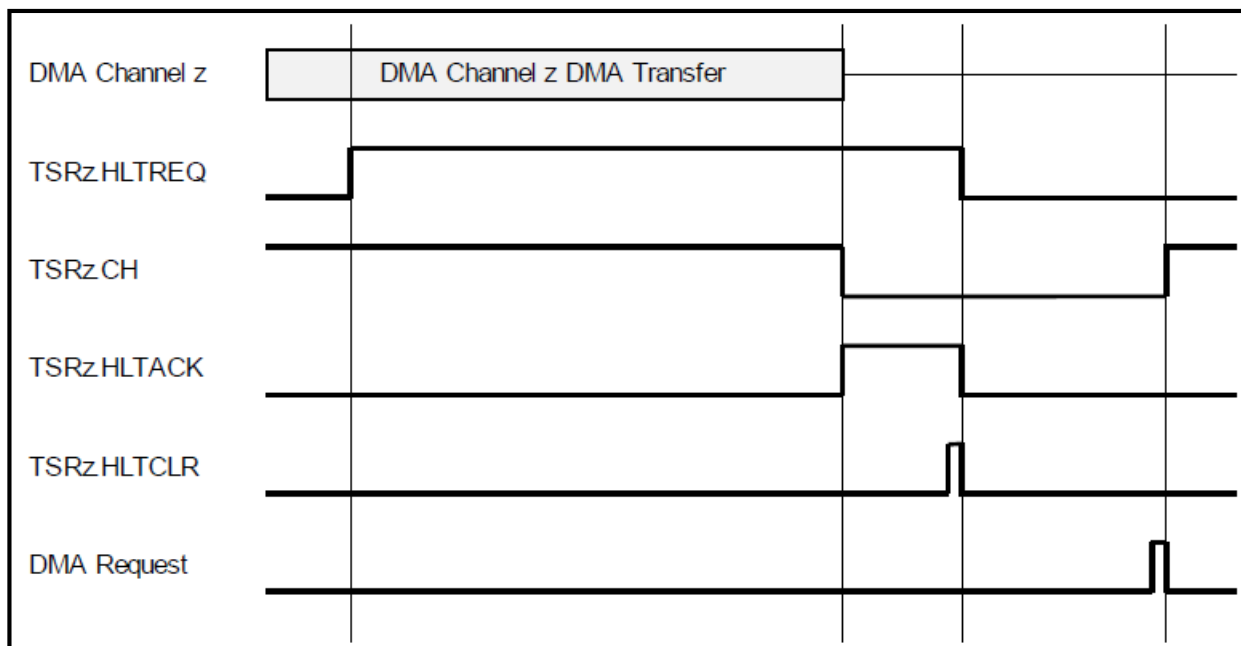 DMA Channel z
DMA Channel z DMA Transfer
TSRz.HLTREQ
TSRz.CH
TSRz.HLTACK
TSRz.HLTCLR
DMA Request